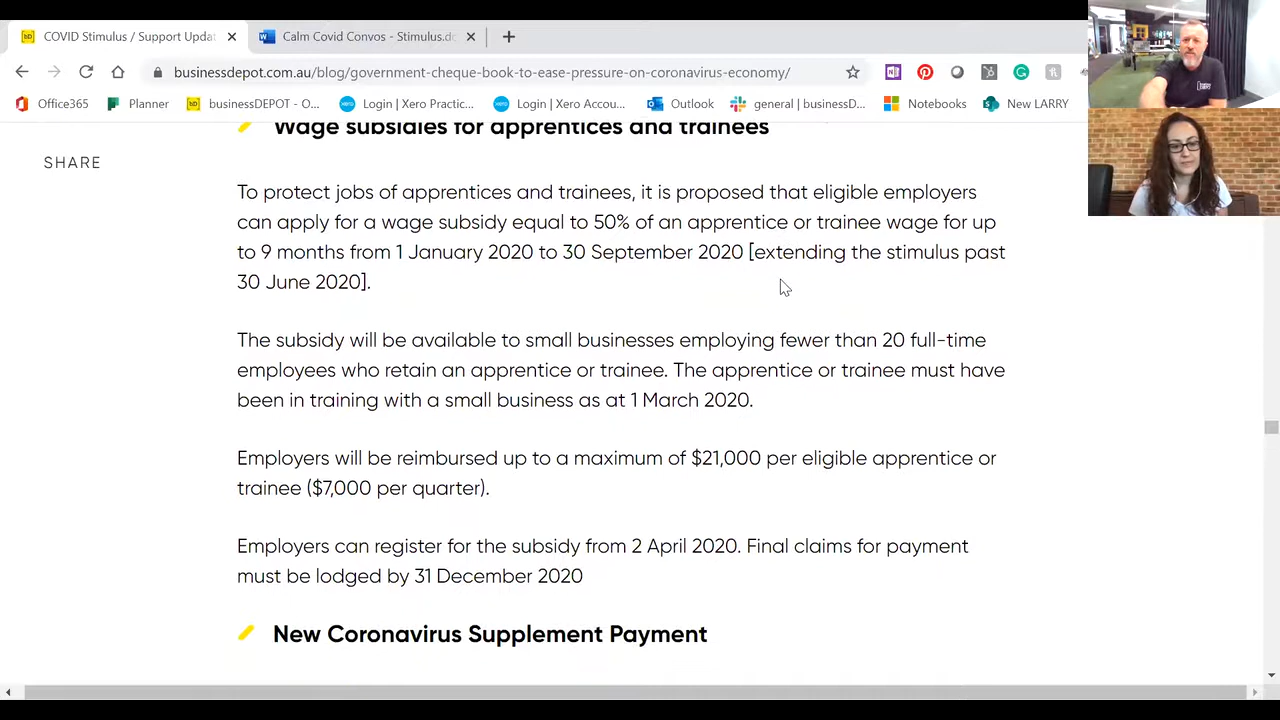 COVID Stimulus / Support Updat
Calm Covid Convos - Stimulus.do
businessdepot.com.au/blog/government-cheque-book-to-ease-pressure-on-coronavirus-economy/
Office365 Planner businessDEPOT - O... Login | Xero Practic... Login | Xero Accou... Outlook general | businessD... Notebooks New LARRY
Wage subsidies for apprentices and trainees
SHARE
To protect jobs of apprentices and trainees, it is proposed that eligible employers
can apply for a wage subsidy equal to 50% of an apprentice or trainee wage for up
to 9 months from 1 January 2020 to 30 September 2020 [extending the stimulus past
30 June 2020].
The subsidy will be available to small businesses employing fewer than 20 full-time
employees who retain an apprentice or trainee. The apprentice or trainee must have
been in training with a small business as at 1 March 2020.
Employers will be reimbursed up to a maximum of $21,000 per eligible apprentice or
trainee ($7,000 per quarter).
Employers can register for the subsidy from 2 April 2020. Final claims for payment
must be lodged by 31 December 2020
New Coronavirus Supplement Payment